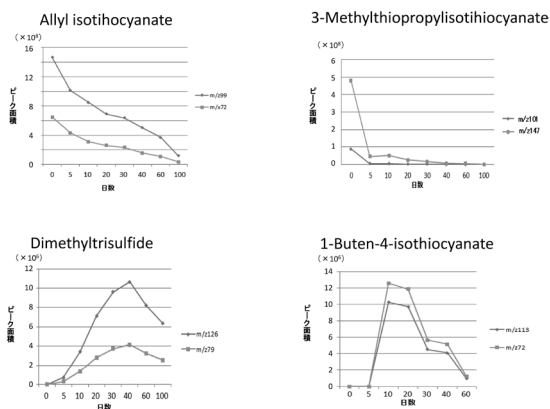 Allyl isotihocyanate
(×10⁸)
16
12
8
4
0
ピーク面積
0 5 10 20 30 40 60 100
日数
m/z99
m/x72
3-Methylthiopropylisotihiocyanate
(×10⁸)
6
5
4
3
2
1
0
ピーク面積
0 5 10 20 30 40 60 100
日数
m/z101
m/z147
Dimethyltrisulfide
(×10⁶)
12
10
8
6
4
2
0
ピーク面積
0 5 10 20 30 40 60 100
日数
m/z126
m/z79
1-Buten-4-isothiocyanate
(×10⁶)
14
12
10
8
6
4
2
0
ピーク面積
0 5 10 20 30 40 60
日数
m/z113
m/z72